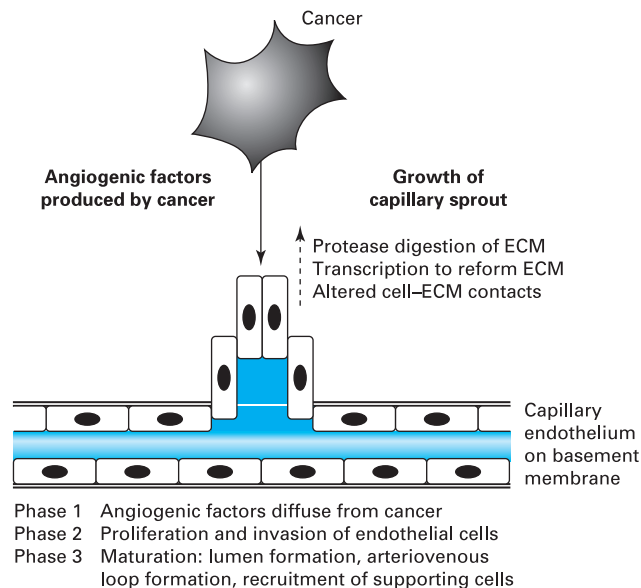 Cancer
Angiogenic factors
produced by cancer
Growth of
capillary sprout
Protease digestion of ECM
Transcription to reform ECM
Altered cell–ECM contacts
Capillary
endothelium
on basement
membrane
Phase 1 Angiogenic factors diffuse from cancer
Phase 2 Proliferation and invasion of endothelial cells
Phase 3 Maturation: lumen formation, arteriovenous
loop formation, recruitment of supporting cells